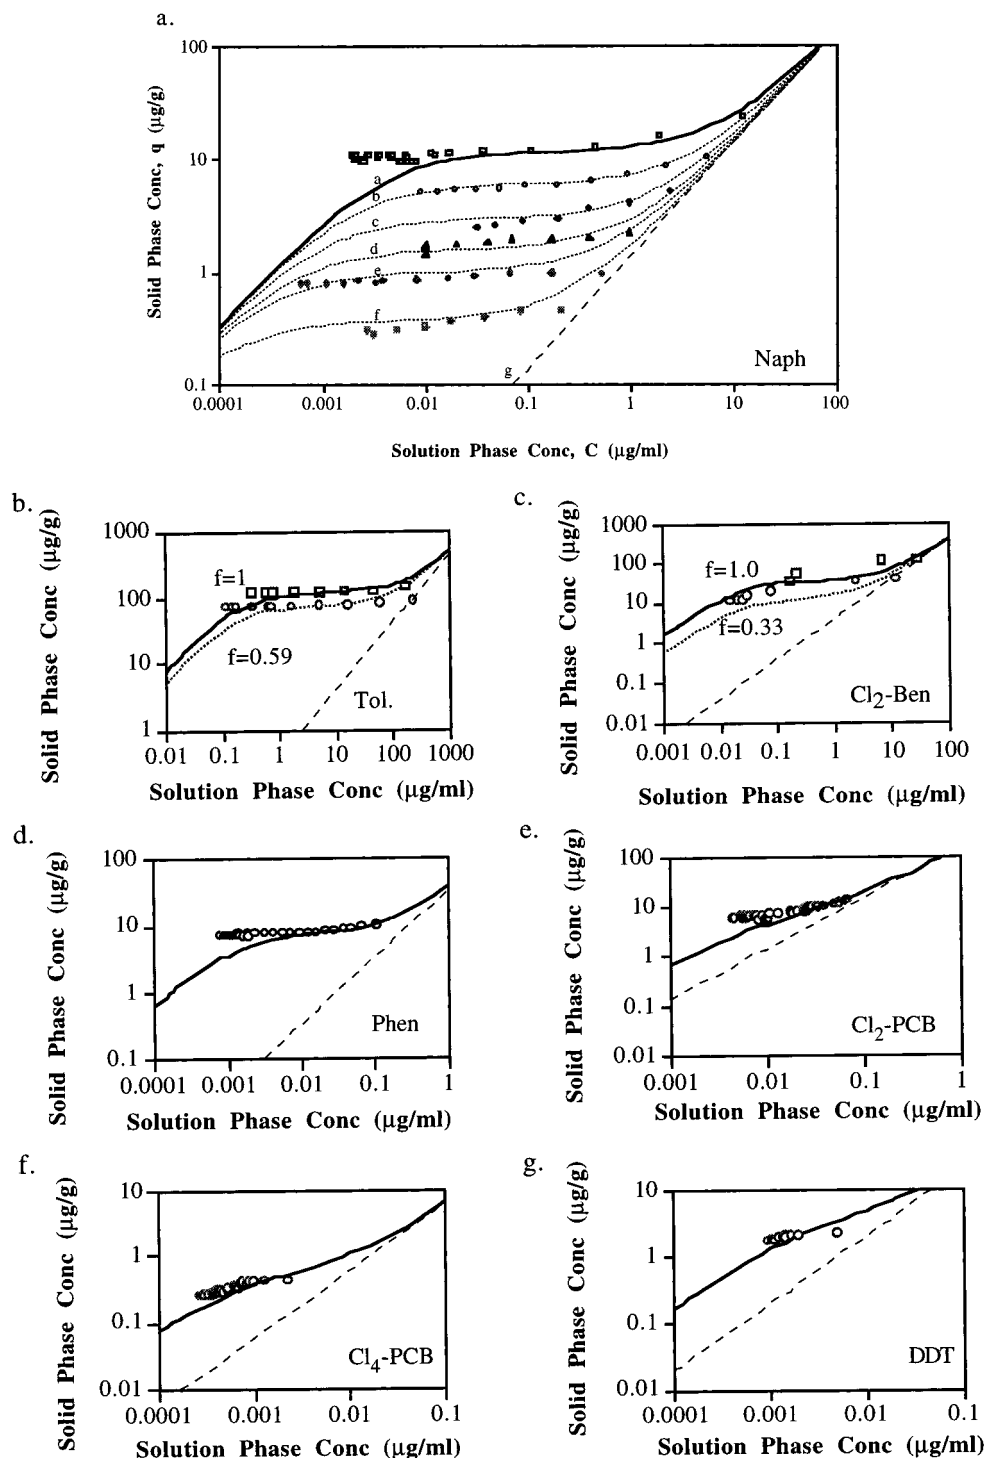 a.
100
10
1
0.1
Solid Phase Conc, q (µg/g)
a
b
c
d
e
f
g
Naph
0.0001 0.001 0.01 0.1 1 10 100
Solution Phase Conc, C (µg/ml)
b.
1000
100
10
1
Solid Phase Conc (µg/g)
f=1
f=0.59
Tol.
0.01 0.1 1 10 100 1000
Solution Phase Conc (µg/ml)
c.
1000
100
10
1
0.1
0.01
Solid Phase Conc (µg/g)
f=1.0
f=0.33
Cl2-Ben
0.001 0.01 0.1 1 10 100
Solution Phase Conc (µg/ml)
d.
100
10
1
0.1
Solid Phase Conc (µg/g)
Phen
0.0001 0.001 0.01 0.1 1
Solution Phase Conc (µg/ml)
e.
100
10
1
0.1
0.01
Solid Phase Conc (µg/g)
Cl2-PCB
0.001 0.01 0.1 1
Solution Phase Conc (µg/ml)
f.
10
1
0.1
0.01
Solid Phase Conc (µg/g)
Cl4-PCB
0.0001 0.001 0.01 0.1
Solution Phase Conc (µg/ml)
g.
10
1
0.1
0.01
Solid Phase Conc (µg/g)
DDT
0.0001 0.001 0.01 0.1
Solution Phase Conc (µg/ml)